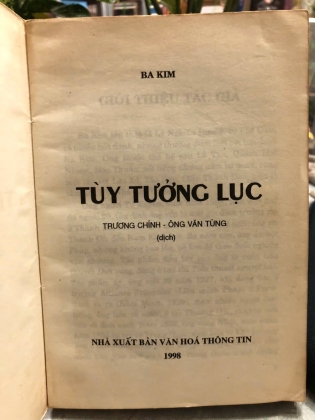 BA KIM
TÙY TƯỞNG LỤC
TRƯƠNG CHÍNH - ÔNG VĂN TÙNG
(dịch)
NHÀ XUẤT BẢN VĂN HOÁ THÔNG TIN
1998